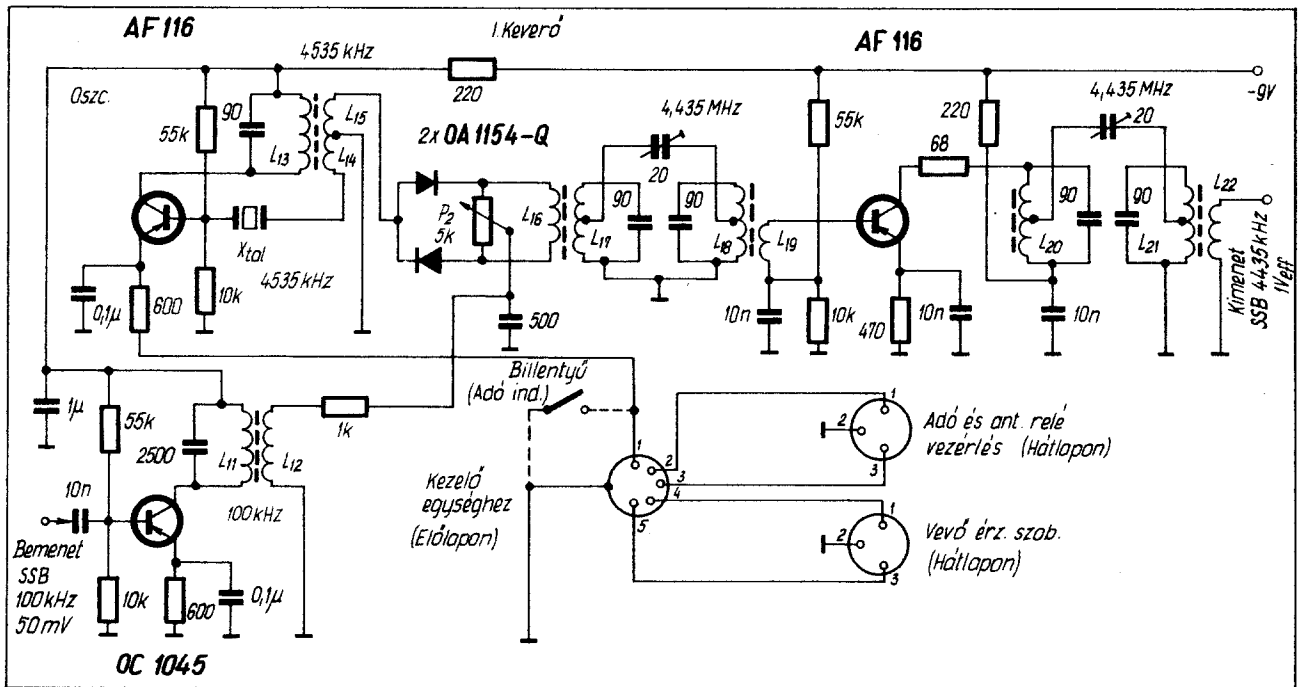 AF 116
I. Keverő
AF 116
4535 kHz
Oszc.
220
-9V
4,435 MHz
4,435 MHz
90
55k
L15
L13
L14
2x OA1154-Q
20
55k
220
20
68
P2
5k
L16
90
90
L17
L18
L19
90
90
L20
L21
L22
Xtal
4535 kHz
0,1µ
600
10k
500
10n
10k
470
10n
10n
Kimenet
SSB 4435 kHz
1Veff
1µ
55k
2500
L11
L12
1k
100kHz
10n
Bemenet
SSB
100kHz
50mV
10k
600
0,1µ
OC 1045
Billentyű
(Adó ind.)
Kezelő
egységhez
(Előlapon)
1
2
3
4
5
1
2
3
Adó és ant. relé
vezérlés (Hátlapon)
1
2
3
Vevő érz. szab.
(Hátlapon)